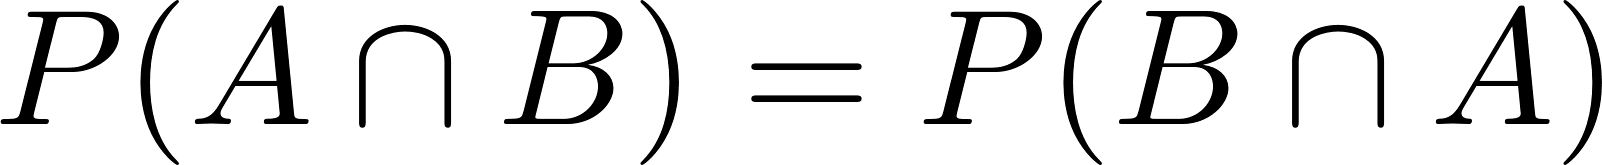 P(A ∩ B) = P(B ∩ A)